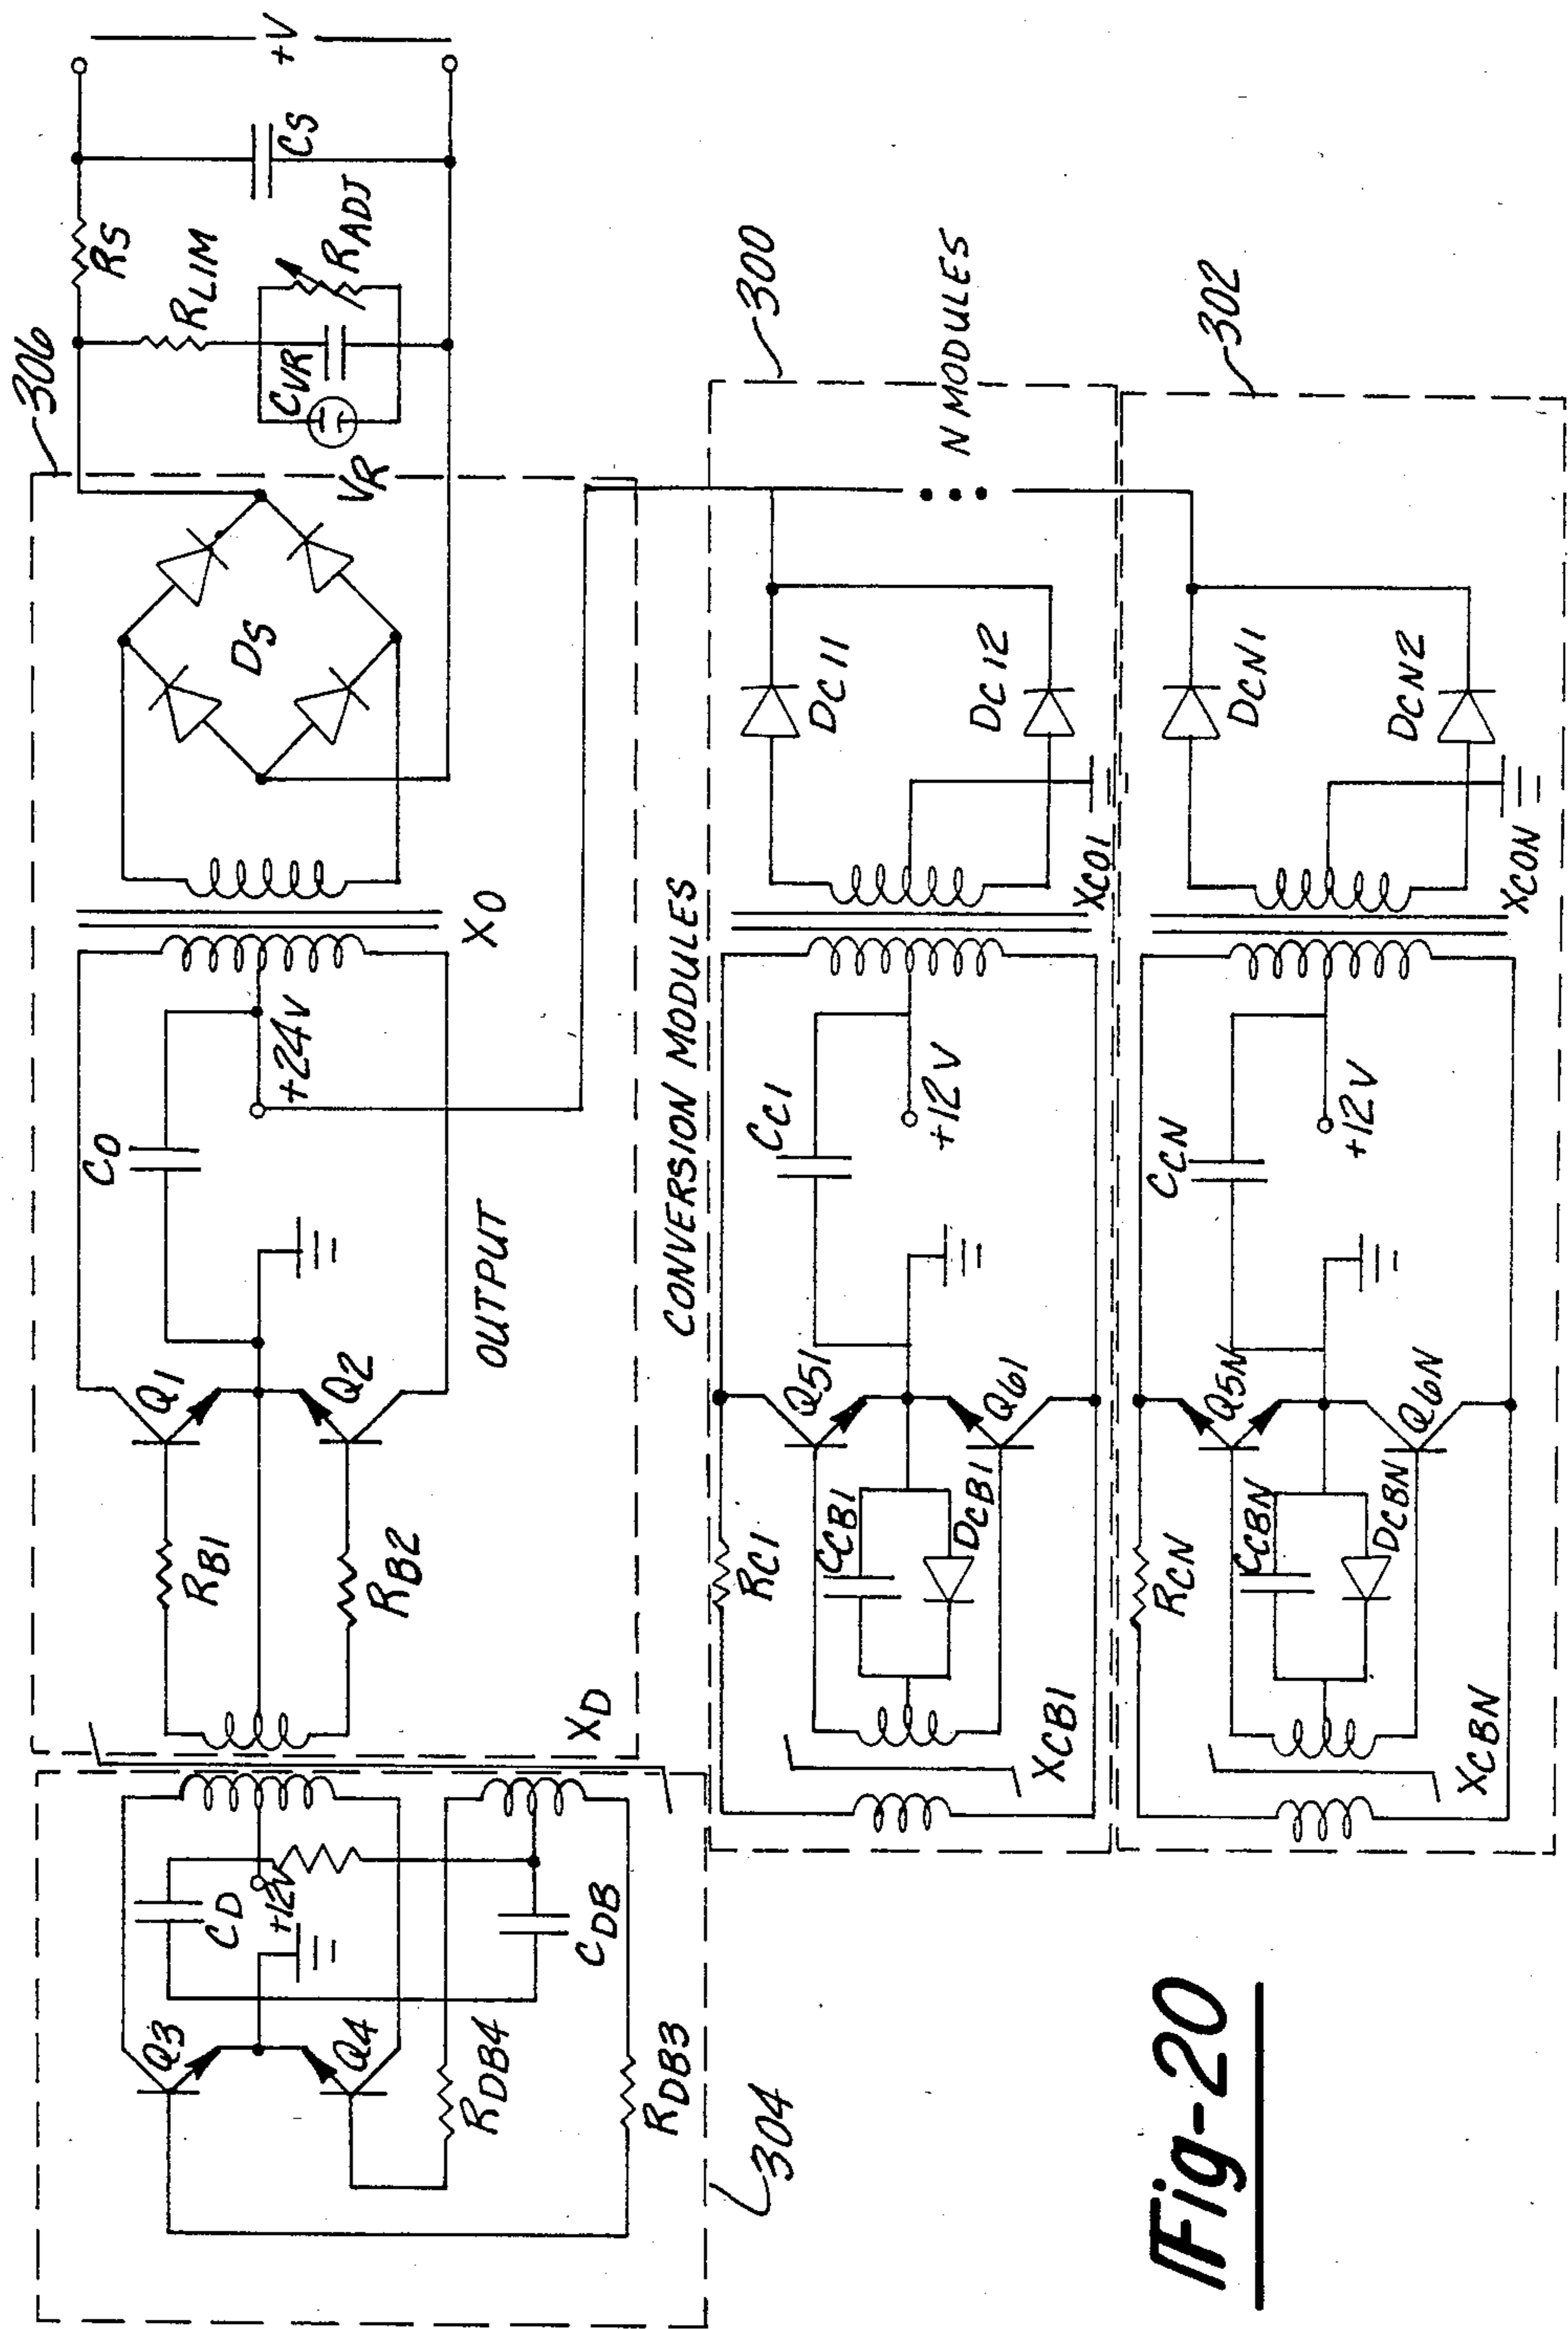 306
RS
CS
+V
RLIM
RADJ
CVR
VR
DS
XO
CO
+24V
OUTPUT
Q1
Q2
RB1
RB2
XD
CD
+12V
CDB
Q3
Q4
RDB4
RDB3
304
CONVERSION MODULES
300
N MODULES
DC11
DC12
XCO1
CC1
+12V
Q51
Q61
RC1
CCB1
DCB1
XCB1
302
DCN1
DCN2
XCON
CCN
+12V
Q5N
Q6N
RCN
CCBN
DCBN
XCBN
Fig-20